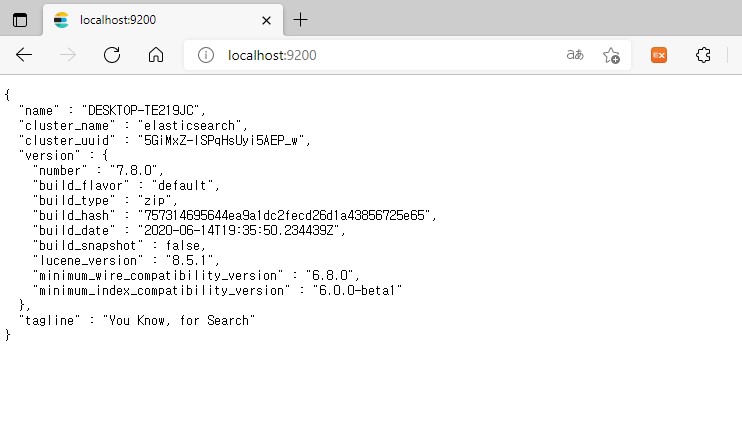 localhost:9200
localhost:9200
aあ
{
"name" : "DESKTOP-TE219JC",
"cluster_name" : "elasticsearch",
"cluster_uuid" : "5GiMxZ-ISPqHsUyi5AEP_w",
"version" : {
"number" : "7.8.0",
"build_flavor" : "default",
"build_type" : "zip",
"build_hash" : "757314695644ea9a1dc2fecd26d1a43856725e65",
"build_date" : "2020-06-14T19:35:50.234439Z",
"build_snapshot" : false,
"lucene_version" : "8.5.1",
"minimum_wire_compatibility_version" : "6.8.0",
"minimum_index_compatibility_version" : "6.0.0-beta1"
},
"tagline" : "You Know, for Search"
}